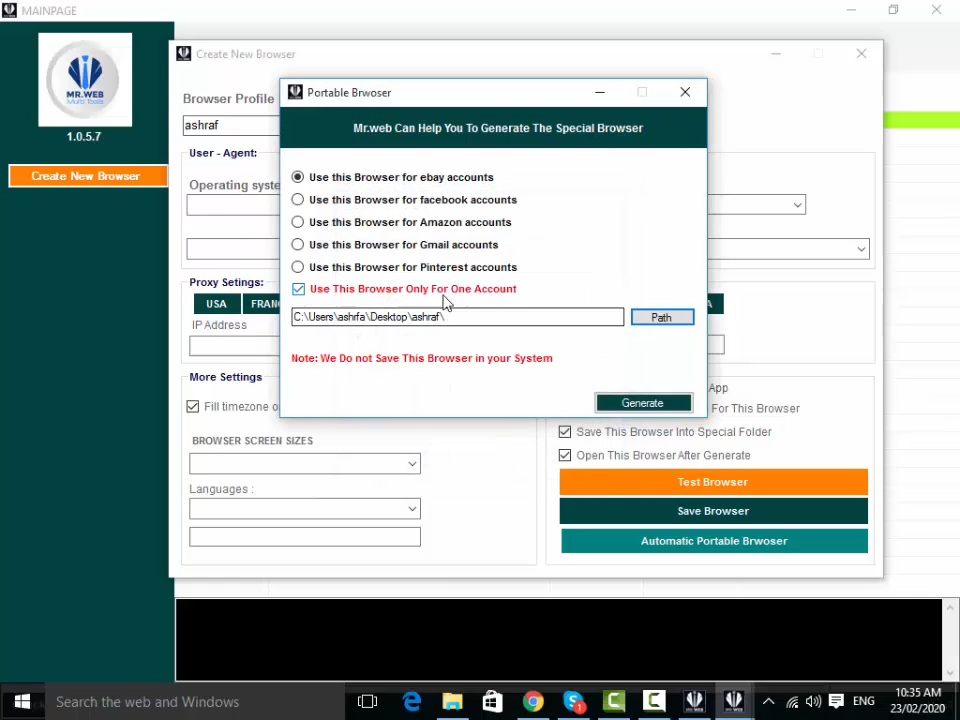 MAINPAGE
MR.WEB
Multi Tools
1.0.5.7
Create New Browser
Create New Browser
Browser Profile
ashraf
User - Agent:
Operating syste
Proxy Settings:
USA
FRAN
A
IP Address
More Settings
Fill timezone o
BROWSER SCREEN SIZES
Languages :
App
For This Browser
Save This Browser Into Special Folder
Open This Browser After Generate
Test Browser
Save Browser
Automatic Portable Brwoser
Portable Brwoser
Mr.web Can Help You To Generate The Special Browser
Use this Browser for ebay accounts
Use this Browser for facebook accounts
Use this Browser for Amazon accounts
Use this Browser for Gmail accounts
Use this Browser for Pinterest accounts
Use This Browser Only For One Account
C:\Users\ashrfa\Desktop\ashraf\
Path
Note: We Do not Save This Browser in your System
Generate
Search the web and Windows
1
ENG
10:35 AM
23/02/2020